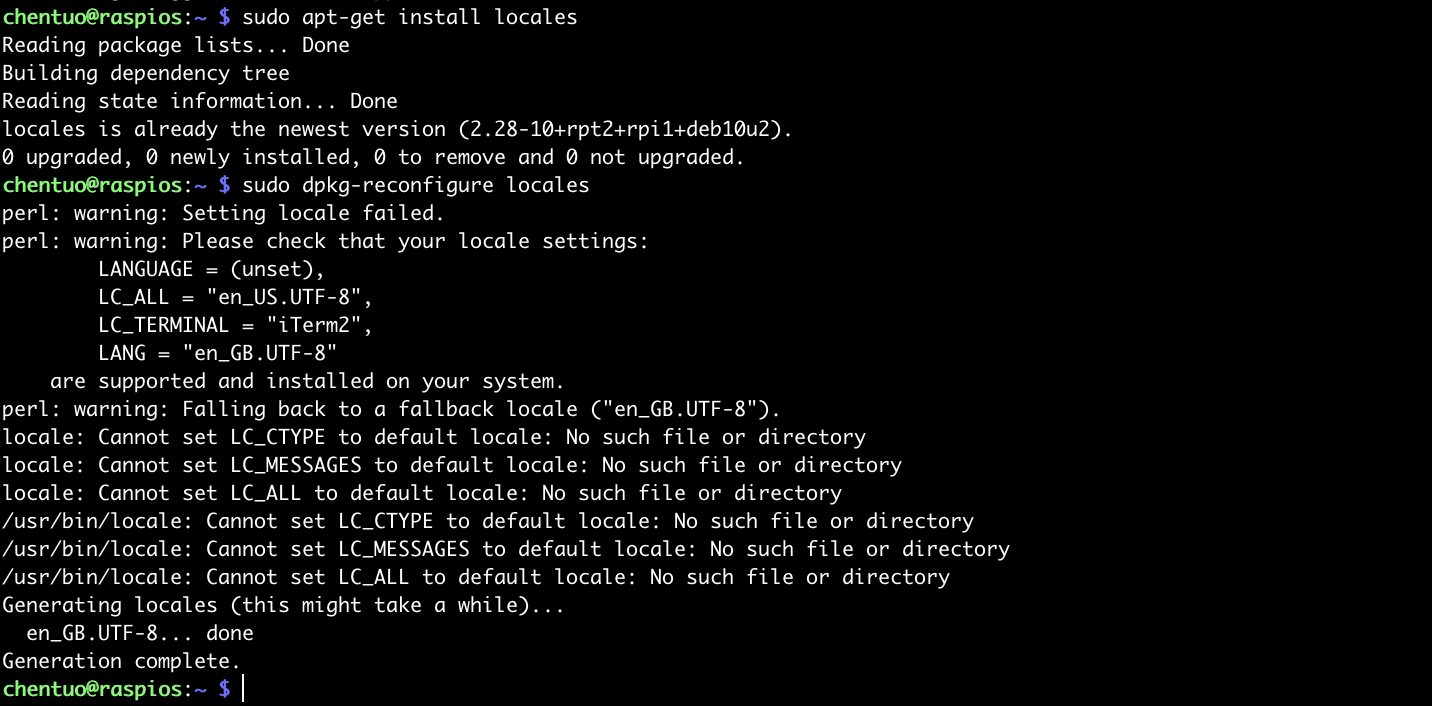 chentuo@raspios:~ $ sudo apt-get install locales
Reading package lists... Done
Building dependency tree
Reading state information... Done
locales is already the newest version (2.28-10+rpt2+rpi1+deb10u2).
0 upgraded, 0 newly installed, 0 to remove and 0 not upgraded.
chentuo@raspios:~ $ sudo dpkg-reconfigure locales
perl: warning: Setting locale failed.
perl: warning: Please check that your locale settings:
        LANGUAGE = (unset),
        LC_ALL = "en_US.UTF-8",
        LC_TERMINAL = "iTerm2",
        LANG = "en_GB.UTF-8"
    are supported and installed on your system.
perl: warning: Falling back to a fallback locale ("en_GB.UTF-8").
locale: Cannot set LC_CTYPE to default locale: No such file or directory
locale: Cannot set LC_MESSAGES to default locale: No such file or directory
locale: Cannot set LC_ALL to default locale: No such file or directory
/usr/bin/locale: Cannot set LC_CTYPE to default locale: No such file or directory
/usr/bin/locale: Cannot set LC_MESSAGES to default locale: No such file or directory
/usr/bin/locale: Cannot set LC_ALL to default locale: No such file or directory
Generating locales (this might take a while)...
  en_GB.UTF-8... done
Generation complete.
chentuo@raspios:~ $